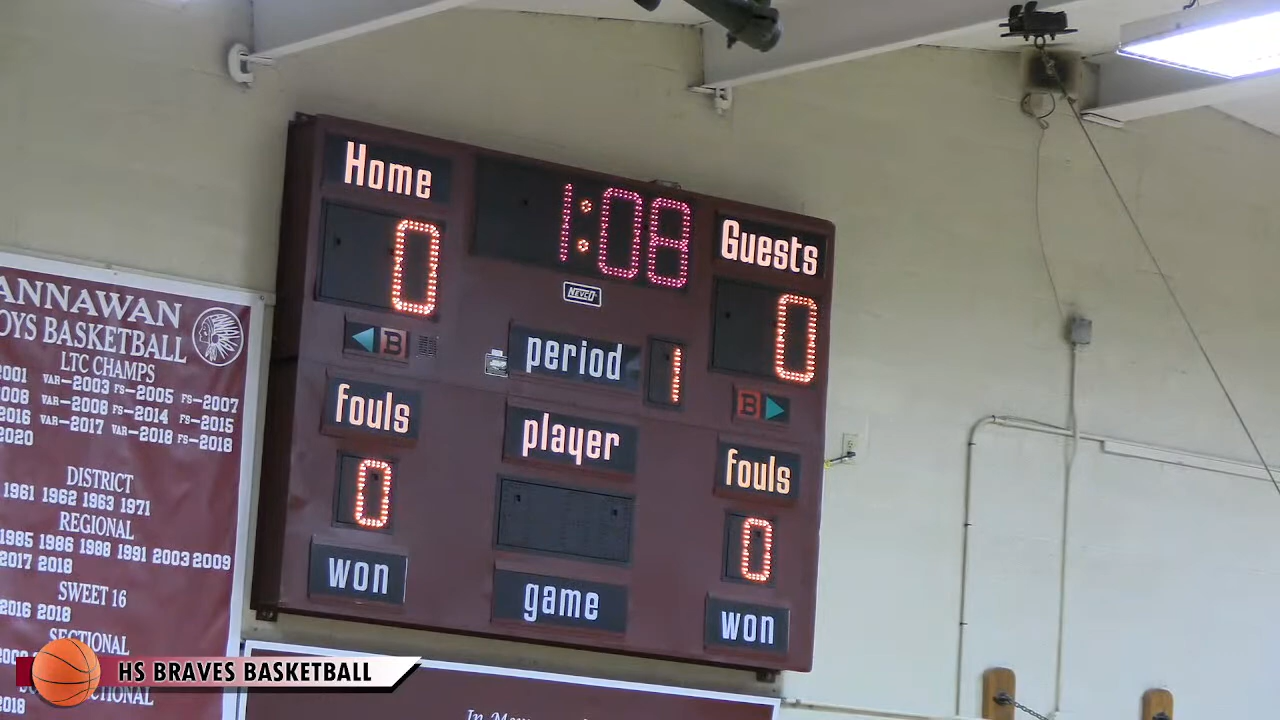 Home
1:08
Guests
0
0
NEVCO
B
period
1
B
fouls
player
fouls
0
0
won
game
won
ANNAWAN
OYS BASKETBALL
LTC CHAMPS
2001 VAR-2003 FS-2005 FS-2007
008 VAR-2008 FS-2014 FS-2015
2016 VAR-2017 VAR-2018 FS-2018
2020
DISTRICT
1961 1962 1963 1971
REGIONAL
1985 1986 1988 1991 2003 2009
2017 2018
SWEET 16
2016 2018
SECTIONAL
2018
HS BRAVES BASKETBALL
In